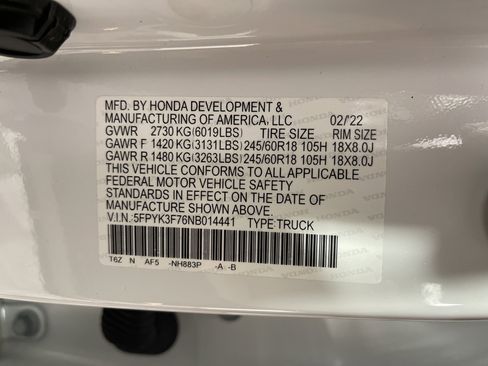 MFD. BY HONDA DEVELOPMENT &
MANUFACTURING OF AMERICA, LLC 02/'22
GVWR 2730 KG(6019LBS) TIRE SIZE RIM SIZE
GAWR F 1420 KG(3131LBS) 245/60R18 105H 18X8.0J
GAWR R 1480 KG(3263LBS) 245/60R18 105H 18X8.0J
THIS VEHICLE CONFORMS TO ALL APPLICABLE
FEDERAL MOTOR VEHICLE SAFETY
STANDARDS IN EFFECT ON THE DATE OF
MANUFACTURE SHOWN ABOVE.
V.I.N.:5FPYK3F76NB014441 TYPE:TRUCK
T6Z N AF5 -NH883P -A -B